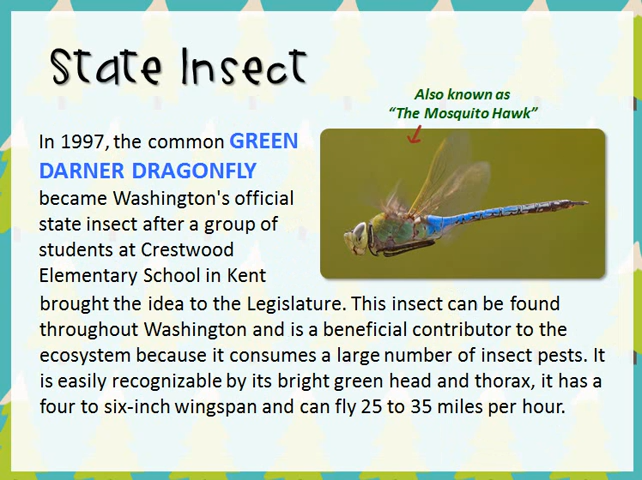 State Insect
Also known as
“The Mosquito Hawk”
In 1997, the common GREEN
DARNER DRAGONFLY
became Washington's official
state insect after a group of
students at Crestwood
Elementary School in Kent
brought the idea to the Legislature. This insect can be found
throughout Washington and is a beneficial contributor to the
ecosystem because it consumes a large number of insect pests. It
is easily recognizable by its bright green head and thorax, it has a
four to six-inch wingspan and can fly 25 to 35 miles per hour.